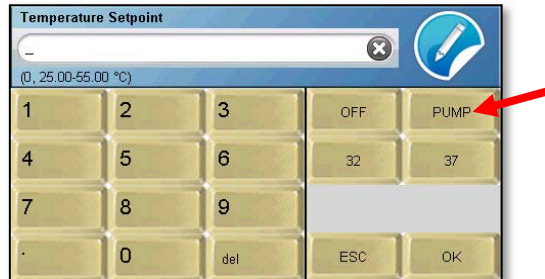 Temperature Setpoint
_
(0, 25.00-55.00 °C)
1 2 3 OFF PUMP
4 5 6 32 37
7 8 9
. 0 del ESC OK